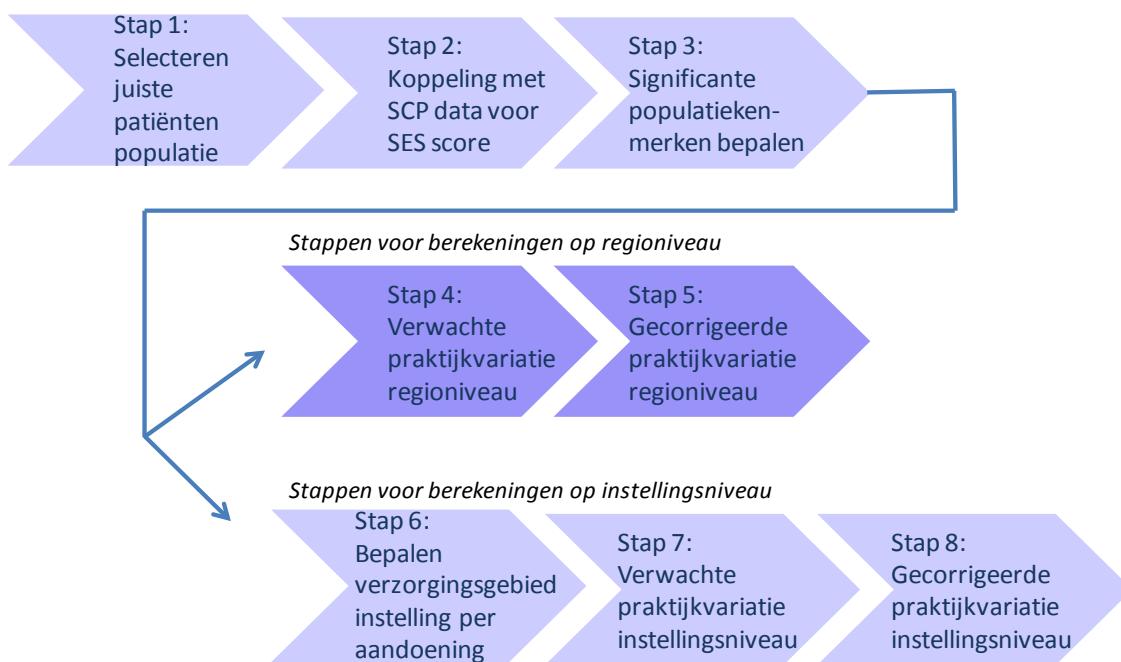 Stap 1:
Selecteren
juiste
patiënten
populatie
Stap 2:
Koppeling met
SCP data voor
SES score
Stap 3:
Significante
populatieken-
merken bepalen
Stappen voor berekeningen op regioniveau
Stap 4:
Verwachte
praktijkvariatie
regioniveau
Stap 5:
Gecorrigeerde
praktijkvariatie
regioniveau
Stappen voor berekeningen op instellingsniveau
Stap 6:
Bepalen
verzorgingsgebied
instelling per
aandoening
Stap 7:
Verwachte
praktijkvariatie
instellingsniveau
Stap 8:
Gecorrigeerde
praktijkvariatie
instellingsniveau